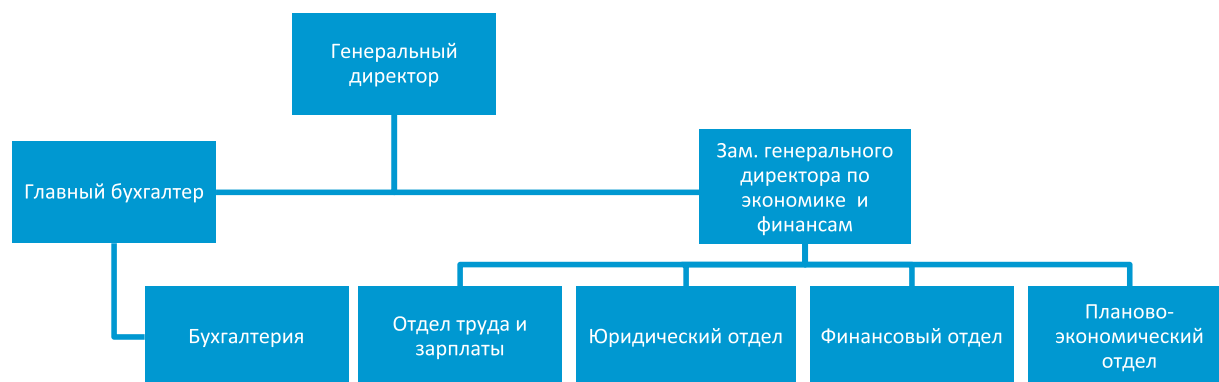 Генеральный
директор
Главный бухгалтер
Зам. генерального
директора по
экономике и
финансам
Бухгалтерия
Отдел труда и
зарплаты
Юридический отдел
Финансовый отдел
Планово-
экономический
отдел